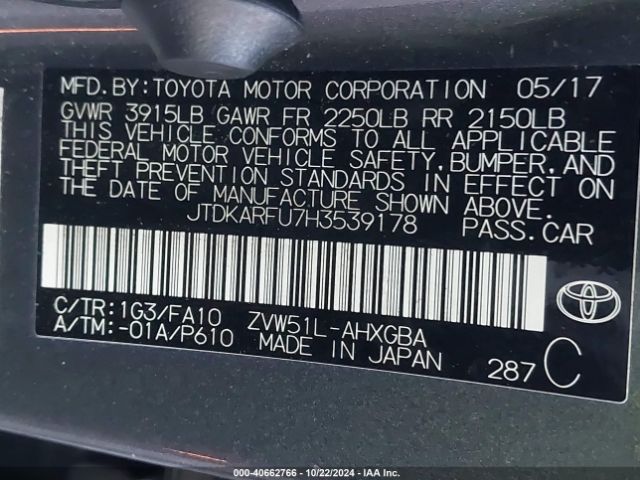 MFD.BY:TOYOTA MOTOR CORPORATION 05/17
GVWR 3915LB GAWR FR 2250LB RR 2150LB
THIS VEHICLE CONFORMS TO ALL APPLICABLE
FEDERAL MOTOR VEHICLE SAFETY,BUMPER,AND
THEFT PREVENTION STANDARDS IN EFFECT ON
THE DATE OF MANUFACTURE SHOWN ABOVE.
JTDKARFU7H3539178 PASS.CAR
C/TR:1G3/FA10 ZVW51L-AHXGBA
A/TM:-01A/P610 MADE IN JAPAN
287 C
000-40662766 - 10/22/2024 - IAA Inc.